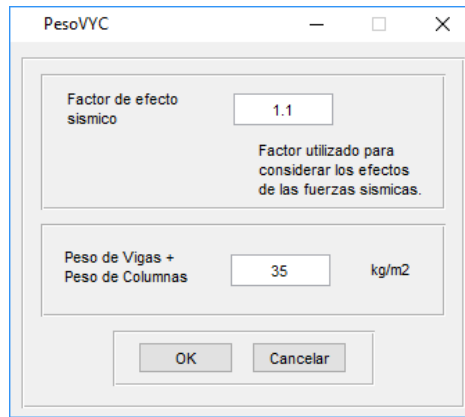 PesoVYC
Factor de efecto
sismico
1.1
Factor utilizado para
considerar los efectos
de las fuerzas sismicas.
Peso de Vigas +
Peso de Columnas
35
kg/m2
OK
Cancelar